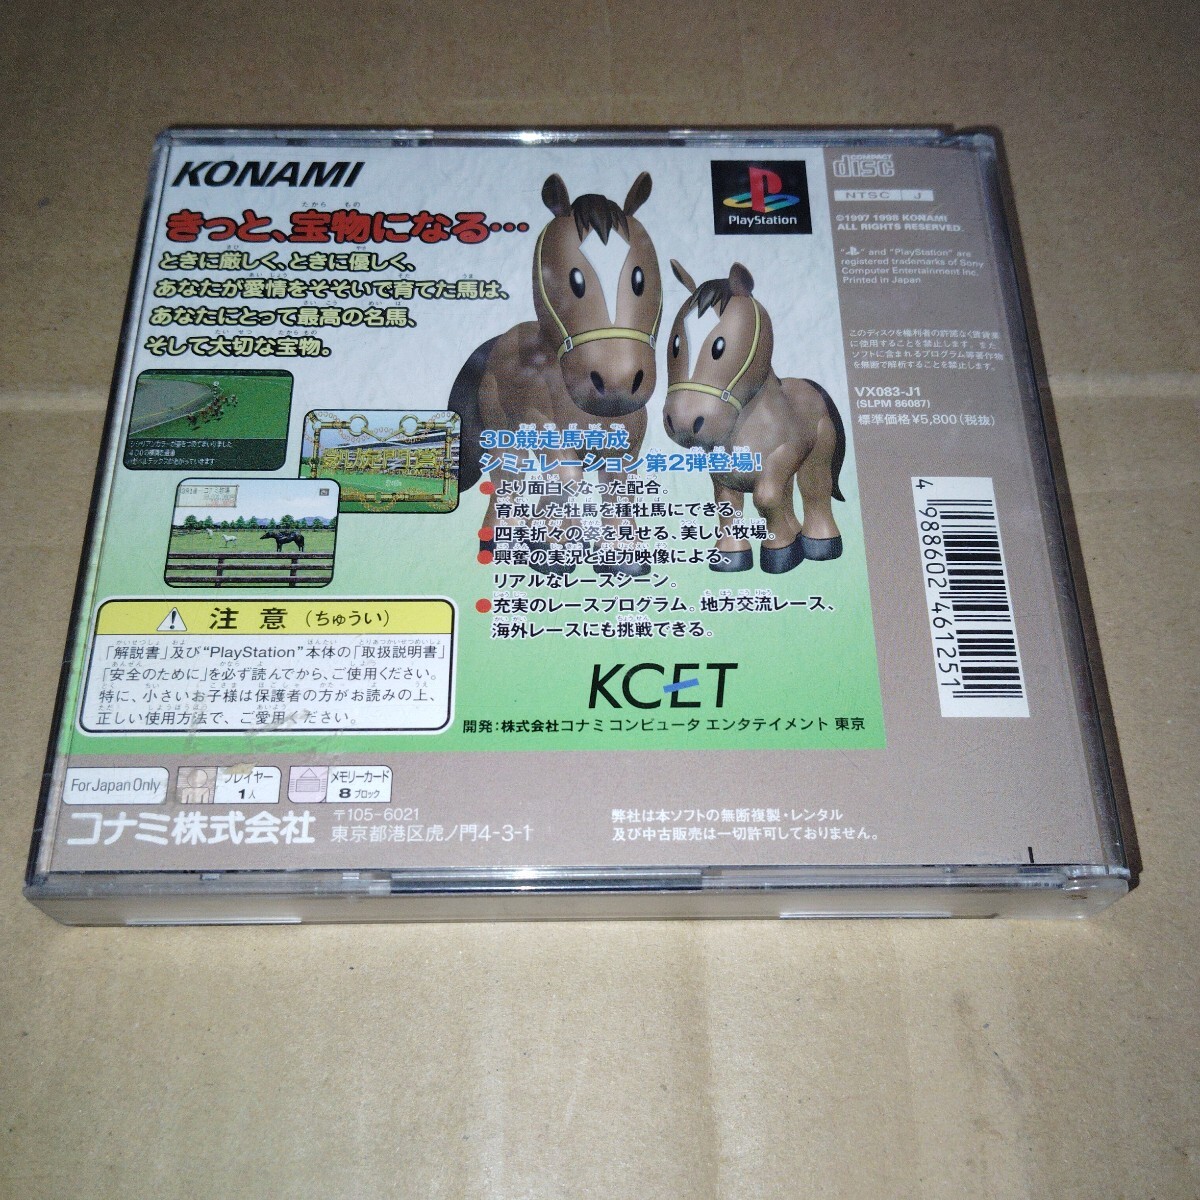 KONAMI
きっと、宝物になる…
ときに厳しく、ときに優しく、
あなたが愛情をそそいで育てた馬は、
あなたにとって最高の名馬、
そして大切な宝物。
PlayStation
COMPACT
disc
NTSC J
©1997 1998 KONAMI
ALL RIGHTS RESERVED.
"PS" and "PlayStation" are
registered trademarks of Sony
Computer Entertainment Inc.
Printed in Japan
このディスクを権利者の許諾なく賃貸業
に使用することを禁止します。また
ソフトに含まれるプログラム等著作物
を無断で解析することを禁止します。
VX083-J1
(SLPM 86087)
標準価格¥5,800(税抜)
4 988602 461251
3D競走馬育成
シミュレーション第2弾登場!
●より面白くなった配合。
育成した牡馬を種牡馬にできる。
●四季折々の姿を見せる、美しい牧場。
●興奮の実況と迫力映像による、
リアルなレースシーン。
●充実のレースプログラム。地方交流レース、
海外レースにも挑戦できる。
KCET
開発:株式会社コナミコンピュータ エンタテイメント 東京
注意(ちゅうい)
「解説書」及び"PlayStation"本体の「取扱説明書」
「安全のために」を必ず読んでから、ご使用ください。
特に、小さいお子様は保護者の方がお読みの上、
正しい使用方法で、ご愛用ください。
For Japan Only
プレイヤー
1人
メモリーカード
8ブロック
コナミ株式会社
〒105-6021
東京都港区虎ノ門4-3-1
弊社は本ソフトの無断複製・レンタル
及び中古販売は一切許可しておりません。